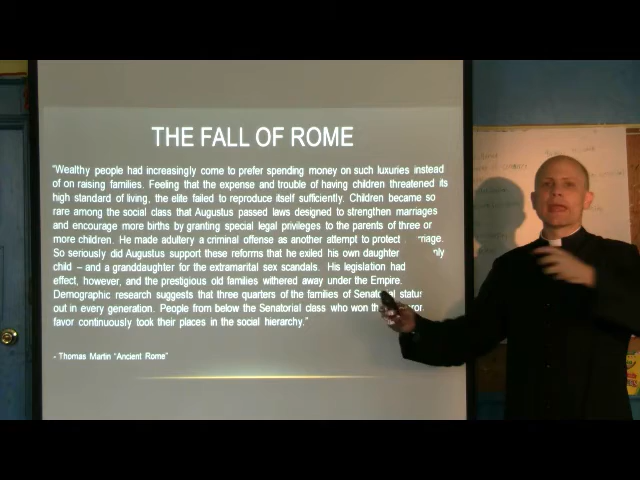 THE FALL OF ROME
"Wealthy people had increasingly come to prefer spending money on such luxuries instead
of on raising families. Feeling that the expense and trouble of having children threatened its
high standard of living, the elite failed to reproduce itself sufficiently. Children became so
rare among the social class that Augustus passed laws designed to strengthen marriages
and encourage more births by granting special legal privileges to the parents of three or
more children. He made adultery a criminal offense as another attempt to protect
So seriously did Augustus support these reforms that he exiled his own daughter
child – and a granddaughter for the extramarital sex scandals. His legislation had
effect, however, and the prestigious old families withered away under the Empire.
Demographic research suggests that three quarters of the families of
out in every generation. People from below the Senatorial class who won
favor continuously took their places in the social hierarchy."
- Thomas Martin "Ancient Rome"